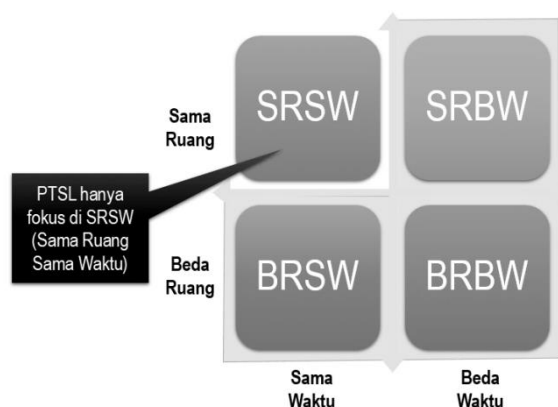 SRSW
SRBW
Sama
Ruang
PTSL hanya
fokus di SRSW
(Sama Ruang
Sama Waktu)
BRSW
BRBW
Beda
Ruang
Sama
Waktu
Beda
Waktu